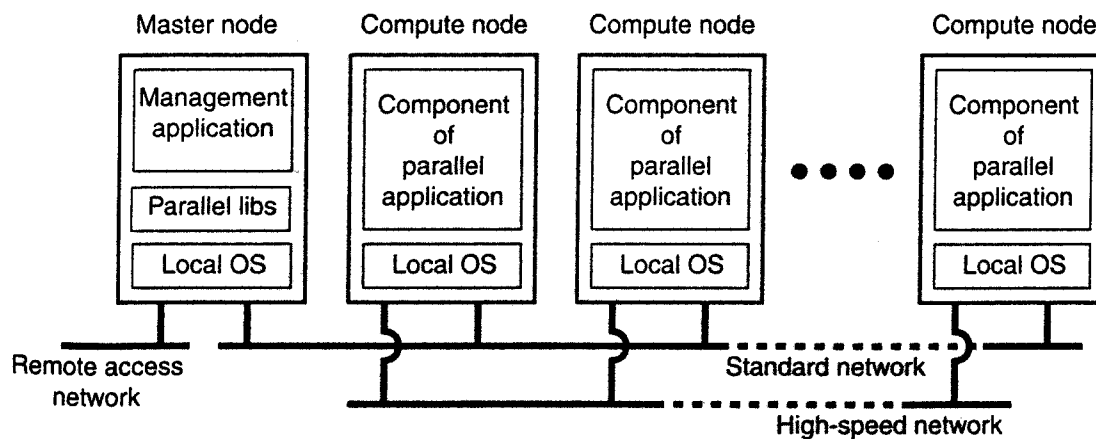 Master node
Compute node
Compute node
Compute node
Management
application
Parallel libs
Local OS
Component
of
parallel
application
Local OS
Component
of
parallel
application
Local OS
Component
of
parallel
application
Local OS
Remote access
network
Standard network
High-speed network